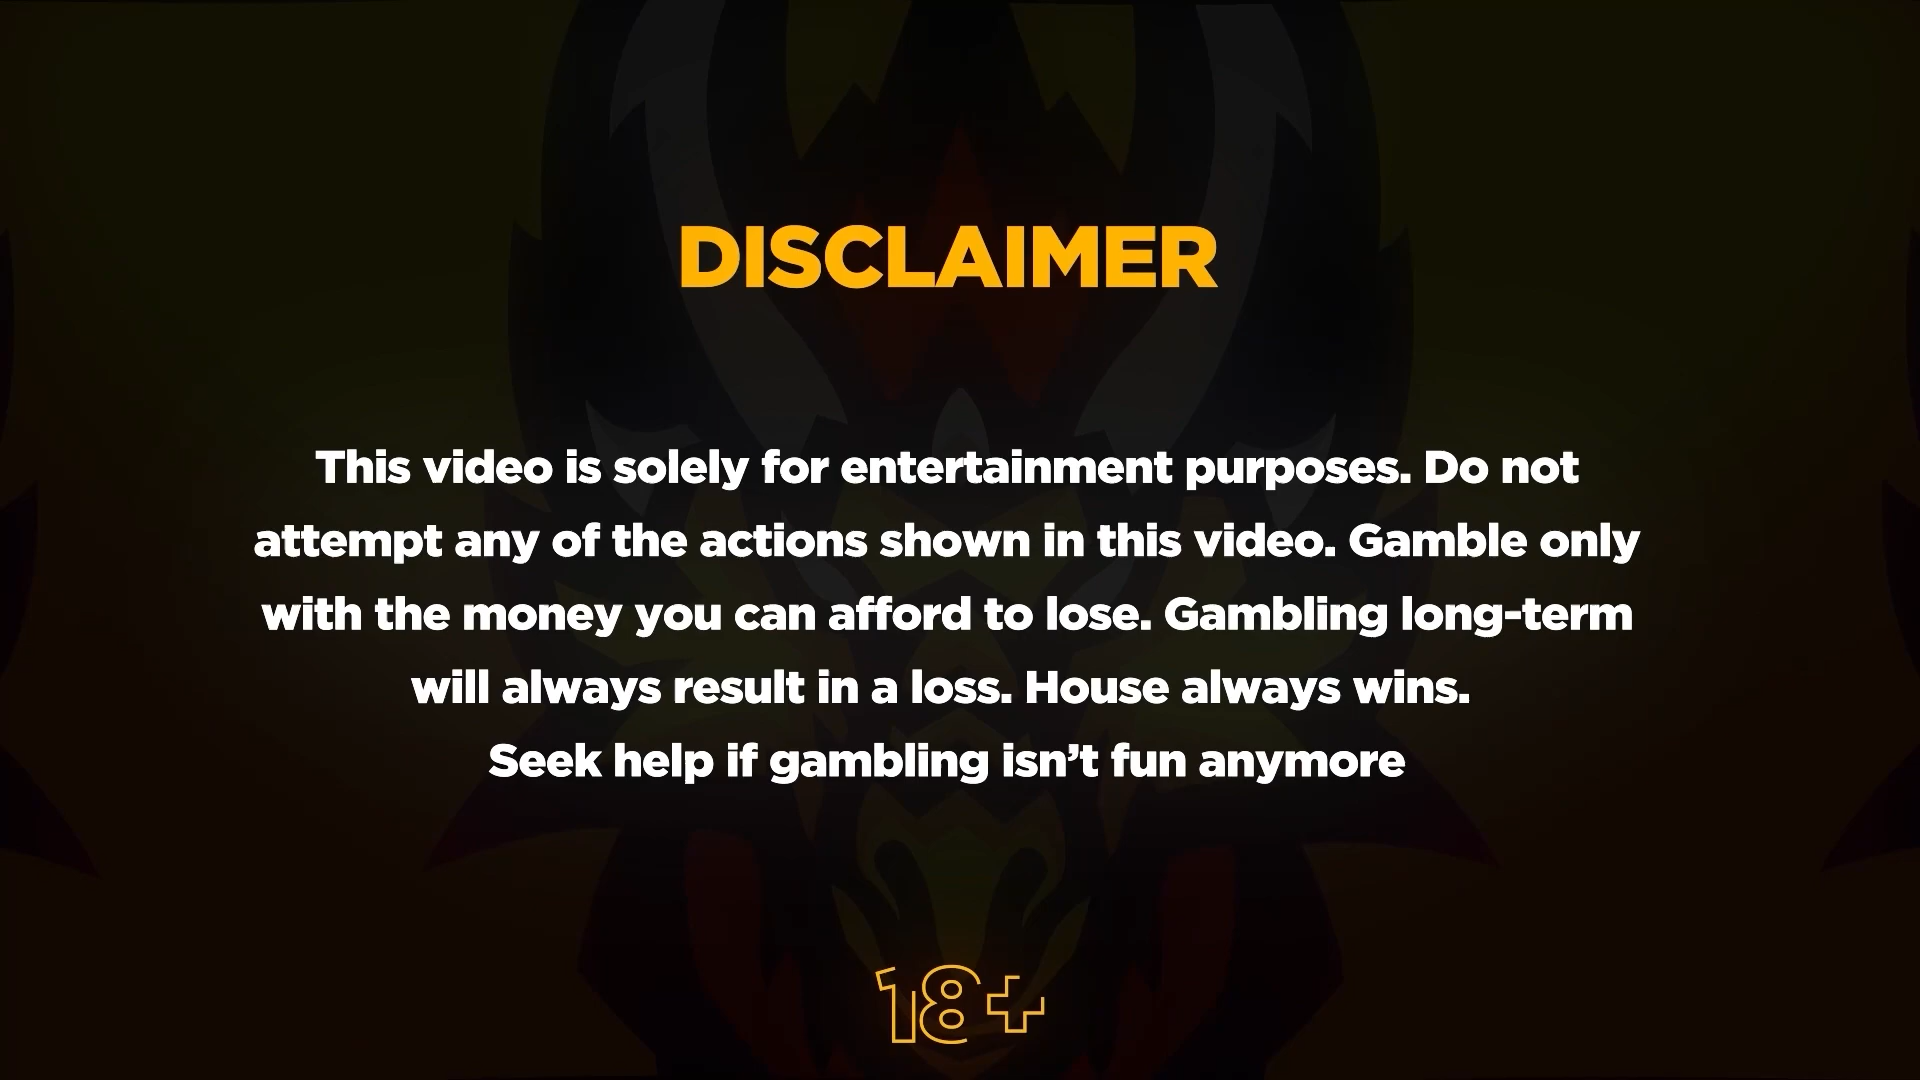 DISCLAIMER
This video is solely for entertainment purposes. Do not
attempt any of the actions shown in this video. Gamble only
with the money you can afford to lose. Gambling long-term
will always result in a loss. House always wins.
Seek help if gambling isn’t fun anymore
18+